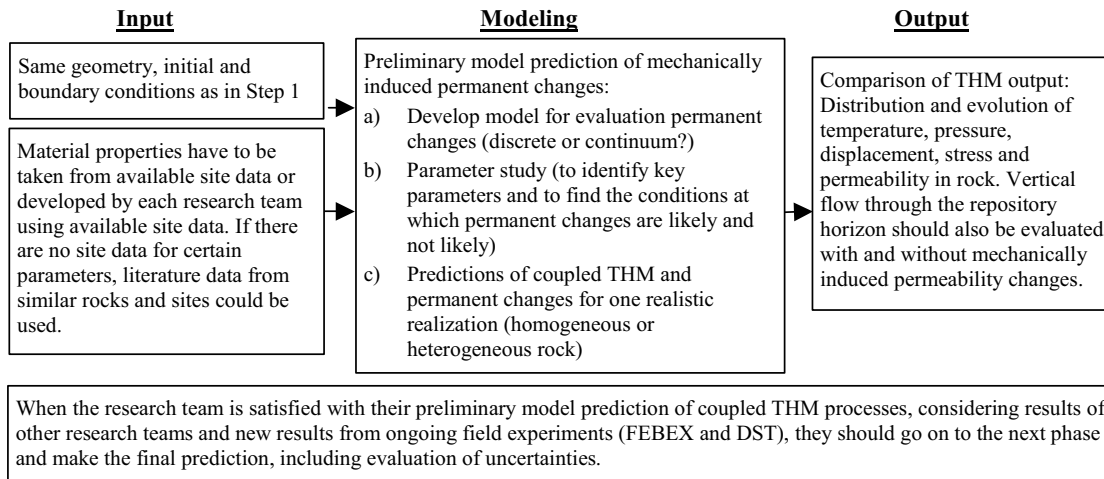 Input
Modeling
Output
Same geometry, initial and
boundary conditions as in Step 1
Material properties have to be
taken from available site data or
developed by each research team
using available site data. If there
are no site data for certain
parameters, literature data from
similar rocks and sites could be
used.
Preliminary model prediction of mechanically
induced permanent changes:
a) Develop model for evaluation permanent
changes (discrete or continuum?)
b) Parameter study (to identify key
parameters and to find the conditions at
which permanent changes are likely and
not likely)
c) Predictions of coupled THM and
permanent changes for one realistic
realization (homogeneous or
heterogeneous rock)
Comparison of THM output:
Distribution and evolution of
temperature, pressure,
displacement, stress and
permeability in rock. Vertical
flow through the repository
horizon should also be evaluated
with and without mechanically
induced permeability changes.
When the research team is satisfied with their preliminary model prediction of coupled THM processes, considering results of
other research teams and new results from ongoing field experiments (FEBEX and DST), they should go on to the next phase
and make the final prediction, including evaluation of uncertainties.